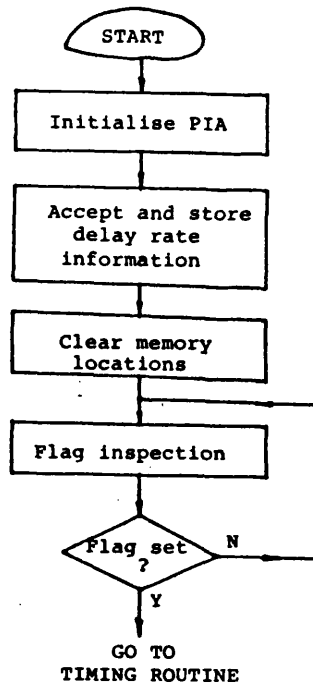 START
Initialise PIA
Accept and store
delay rate
information
Clear memory
locations
Flag inspection
Flag set
?
N
Y
GO TO
TIMING ROUTINE